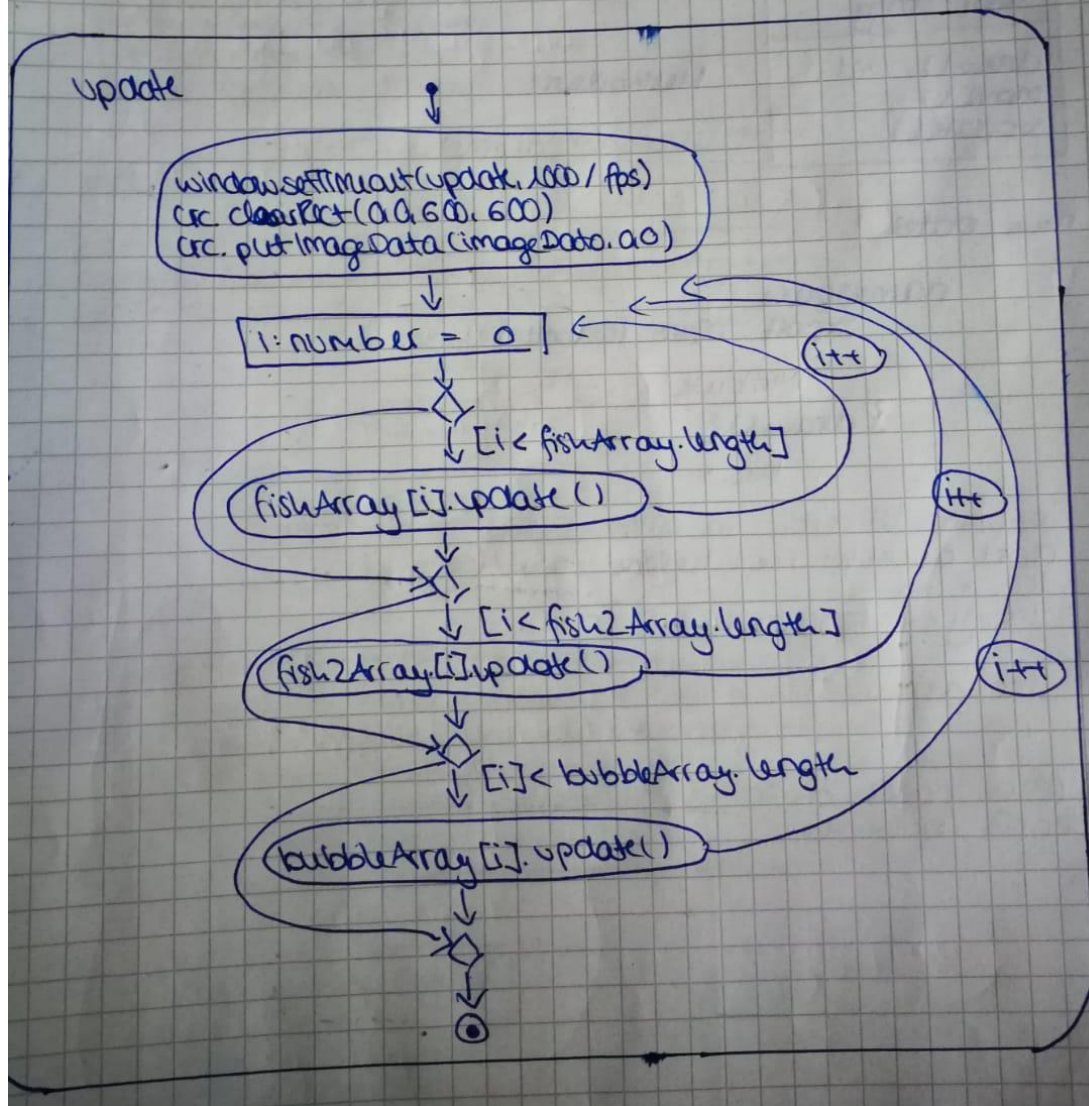 update
window.setTimeout(update, 1000 / fps)
crc.clearRect(0,0,600,600)
crc.putImageData(imageData,0,0)
i:number = 0
i++
[i < fishArray.length]
fishArray[i].update()
i++
[i < fish2Array.length]
fish2Array.[i].update()
i++
[i] < bubbleArray.length
bubbleArray[i].update()